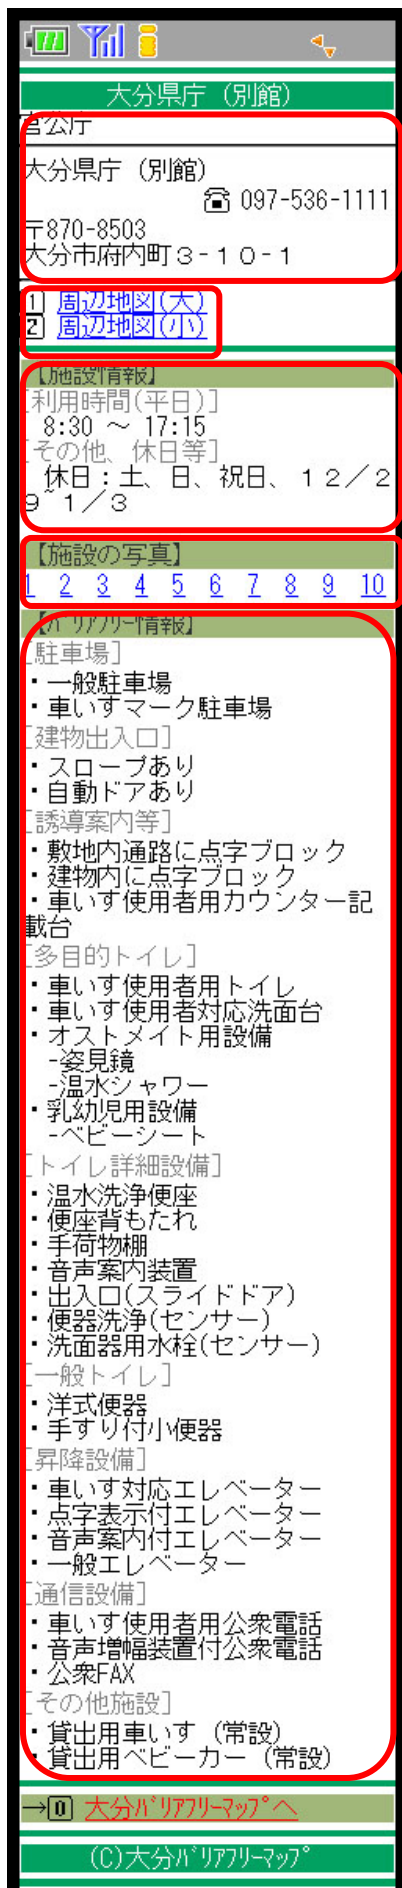 大分県庁（別館）
官公庁
大分県庁（別館）
☎ 097-536-1111
〒870-8503
大分市府内町３-１０-１
1 周辺地図(大)
2 周辺地図(小)
【施設情報】
[利用時間(平日)]
8:30 ～ 17:15
[その他、休日等]
休日：土、日、祝日、１２／２
９~１／３
【施設の写真】
1 2 3 4 5 6 7 8 9 10
【ﾊﾞﾘｱﾌﾘｰ情報】
[駐車場]
・一般駐車場
・車いすマーク駐車場
[建物出入口]
・スロープあり
・自動ドアあり
[誘導案内等]
・敷地内通路に点字ブロック
・建物内に点字ブロック
・車いす使用者用カウンター記
載台
[多目的トイレ]
・車いす使用者用トイレ
・車いす使用者対応洗面台
・オストメイト用設備
-姿見鏡
-温水シャワー
・乳幼児用設備
-ベビーシート
[トイレ詳細設備]
・温水洗浄便座
・便座背もたれ
・手荷物棚
・音声案内装置
・出入口(スライドドア)
・便器洗浄(センサー)
・洗面器用水栓(センサー)
[一般トイレ]
・洋式便器
・手すり付小便器
[昇降設備]
・車いす対応エレベーター
・点字表示付エレベーター
・音声案内付エレベーター
・一般エレベーター
[通信設備]
・車いす使用者用公衆電話
・音声増幅装置付公衆電話
・公衆FAX
[その他施設]
・貸出用車いす（常設）
・貸出用ベビーカー（常設）
→0 大分ﾊﾞﾘｱﾌﾘｰﾏｯﾌﾟへ
(C)大分ﾊﾞﾘｱﾌﾘｰﾏｯﾌﾟ